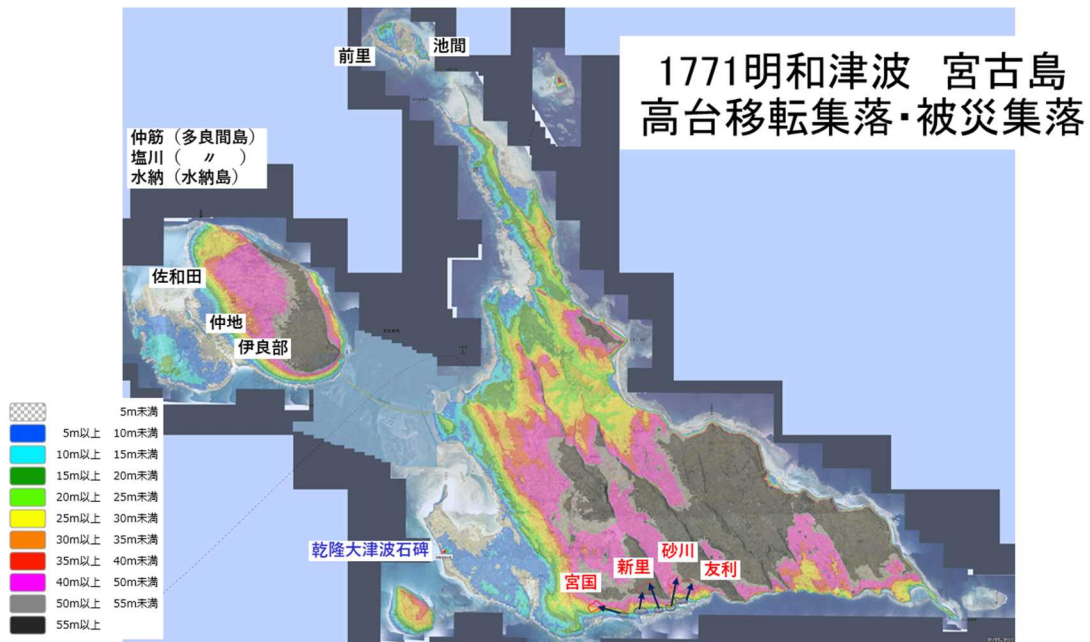 1771明和津波 宮古島
高台移転集落・被災集落
前里
池間
仲筋（多良間島）
塩川（ 〃 ）
水納（水納島）
佐和田
仲地
伊良部
乾隆大津波石碑
宮国
新里
砂川
友利
5m未満
5m以上 10m未満
10m以上 15m未満
15m以上 20m未満
20m以上 25m未満
25m以上 30m未満
30m以上 35m未満
35m以上 40m未満
40m以上 50m未満
50m以上 55m未満
55m以上